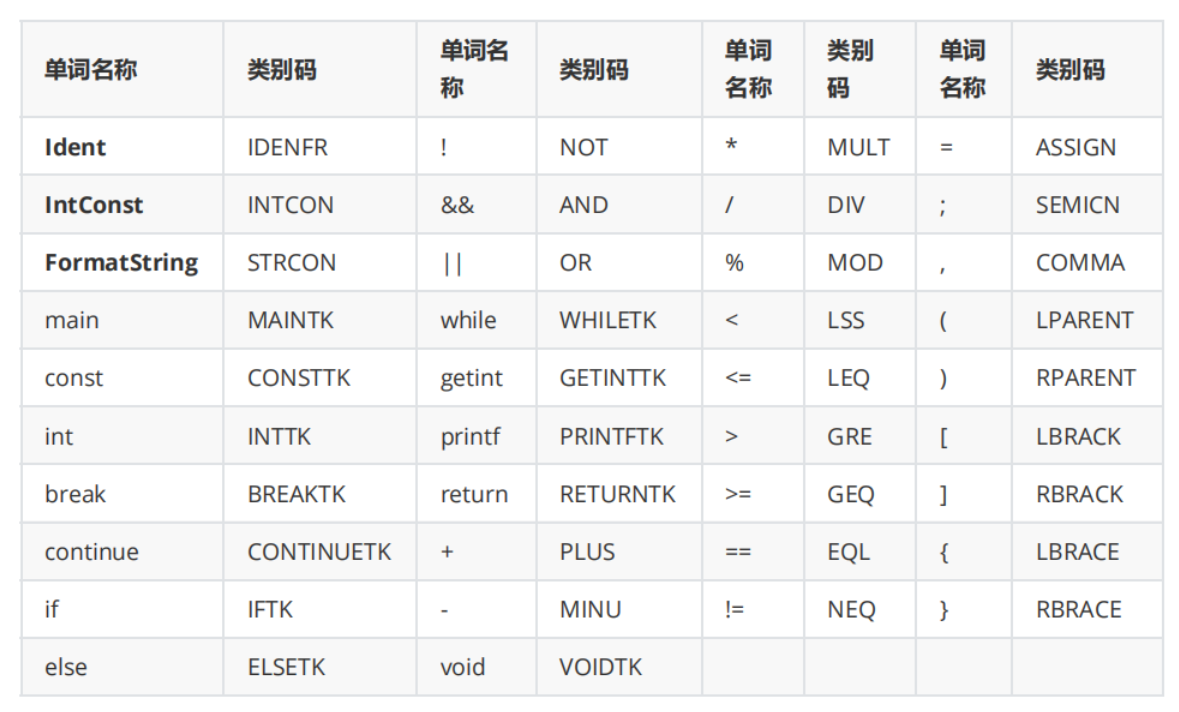 单词名称 类别码 单词名称 类别码 单词名称 类别码 单词名称 类别码
Ident IDENFR ! NOT * MULT = ASSIGN
IntConst INTCON && AND / DIV ; SEMICN
FormatString STRCON || OR % MOD , COMMA
main MAINTK while WHILETK < LSS ( LPARENT
const CONSTTK getint GETINTTK <= LEQ ) RPARENT
int INTTK printf PRINTFTK > GRE [ LBRACK
break BREAKTK return RETURNTK >= GEQ ] RBRACK
continue CONTINUETK + PLUS == EQL { LBRACE
if IFTK - MINU != NEQ } RBRACE
else ELSETK void VOIDTK